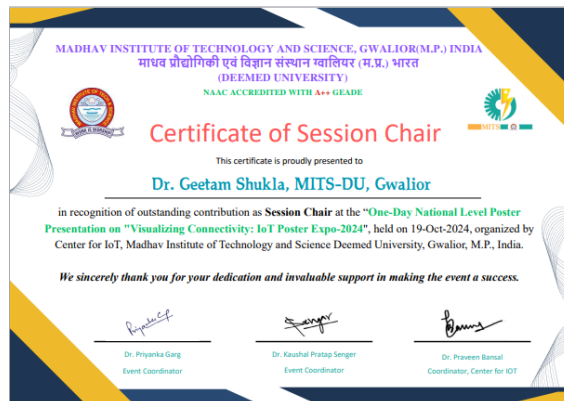 MADHAV INSTITUTE OF TECHNOLOGY AND SCIENCE, GWALIOR(M.P.) INDIA
माधव प्रौद्योगिकी एवं विज्ञान संस्थान ग्वालियर (म.प्र.) भारत
(DEEMED UNIVERSITY)
NAAC ACCREDITED WITH A++ GEADE
MITS
Certificate of Session Chair
This certificate is proudly presented to
Dr. Geetam Shukla, MITS-DU, Gwalior
in recognition of outstanding contribution as Session Chair at the "One-Day National Level Poster
Presentation on "Visualizing Connectivity: IoT Poster Expo-2024", held on 19-Oct-2024, organized by
Center for IoT, Madhav Institute of Technology and Science Deemed University, Gwalior, M.P., India.
We sincerely thank you for your dedication and invaluable support in making the event a success.
Dr. Priyanka Garg
Event Coordinator
Dr. Kaushal Pratap Senger
Event Coordinator
Dr. Praveen Bansal
Coordinator, Center for IOT